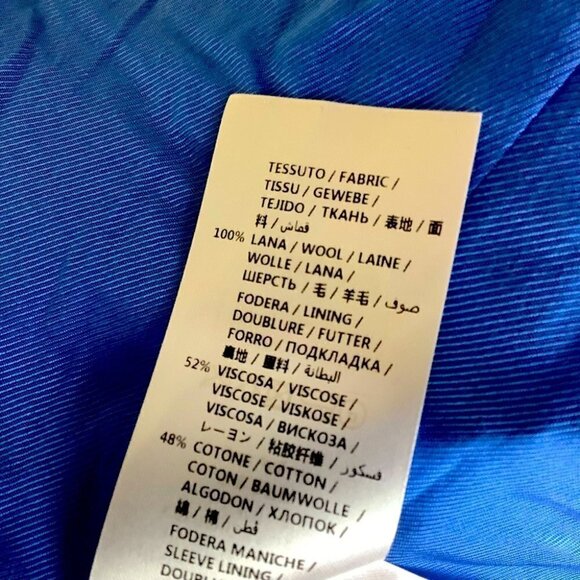 TESSUTO / FABRIC /
TISSU / GEWEBE /
TEJIDO / ТКАНЬ / 表地 / 面
料 / قماش /
100% LANA / WOOL / LAINE /
WOLLE / LANA /
ШЕРСТЬ / 毛 / 羊毛 / صوف /
FODERA / LINING /
DOUBLURE / FUTTER /
FORRO / ПОДКЛАДКА /
裏地 / 里料 / البطانة /
52% VISCOSA / VISCOSE /
VISCOSE / VISKOSE /
VISCOSA / ВИСКОЗА /
レーヨン / 粘胶纤维 / فسكوز /
48% COTONE / COTTON /
COTON / BAUMWOLLE /
ALGODON / ХЛОПОК /
綿 / 棉 / قطن /
FODERA MANICHE /
SLEEVE LINING /